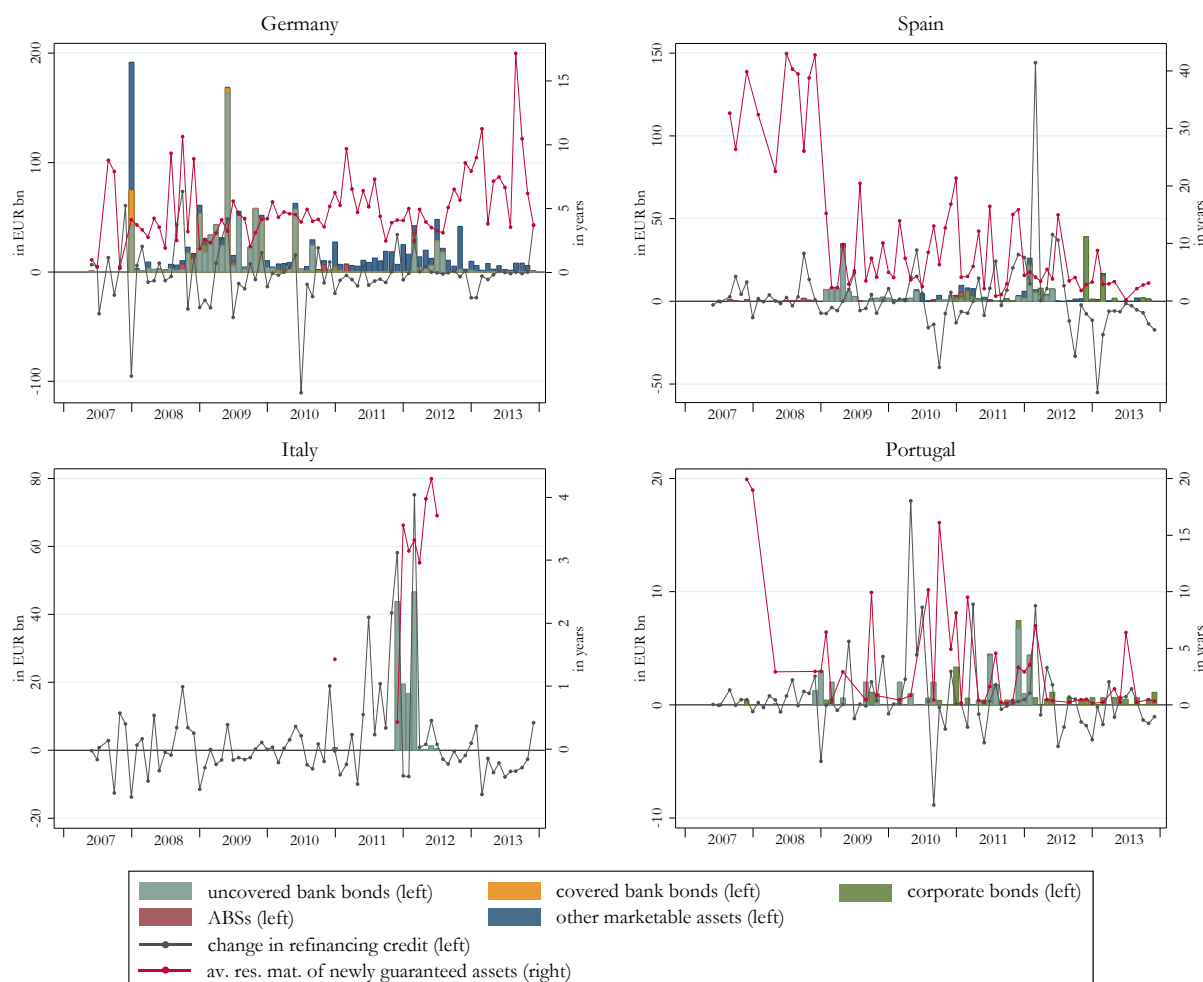 Germany
200
100
0
-100
in EUR bn
15
10
5
0
in years
2007 2008 2009 2010 2011 2012 2013
Spain
150
100
50
0
-50
in EUR bn
40
30
20
10
0
in years
2007 2008 2009 2010 2011 2012 2013
Italy
80
60
40
20
0
-20
in EUR bn
4
3
2
1
0
in years
2007 2008 2009 2010 2011 2012 2013
Portugal
20
10
0
-10
in EUR bn
20
15
10
5
0
in years
2007 2008 2009 2010 2011 2012 2013
uncovered bank bonds (left) covered bank bonds (left) corporate bonds (left)
ABSs (left) other marketable assets (left)
change in refinancing credit (left)
av. res. mat. of newly guaranteed assets (right)